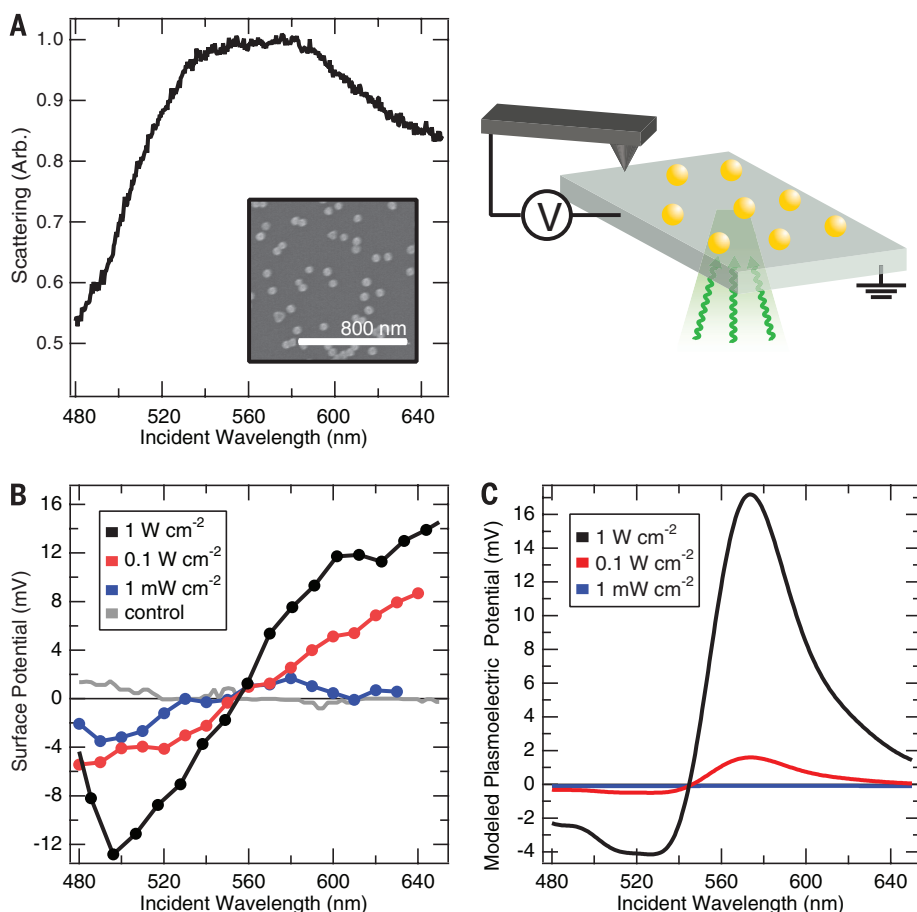 A
1.0
0.9
0.8
0.7
0.6
0.5
Scattering (Arb.)
800 nm
480 520 560 600 640
Incident Wavelength (nm)
V
B
16
12
8
4
0
-4
-8
-12
Surface Potential (mV)
1 W cm-2
0.1 W cm-2
1 mW cm-2
control
480 520 560 600 640
Incident Wavelength (nm)
C
16
14
12
10
8
6
4
2
0
-2
-4
Modeled Plasmoelectric Potential (mV)
1 W cm-2
0.1 W cm-2
1 mW cm-2
480 520 560 600 640
Incident Wavelength (nm)